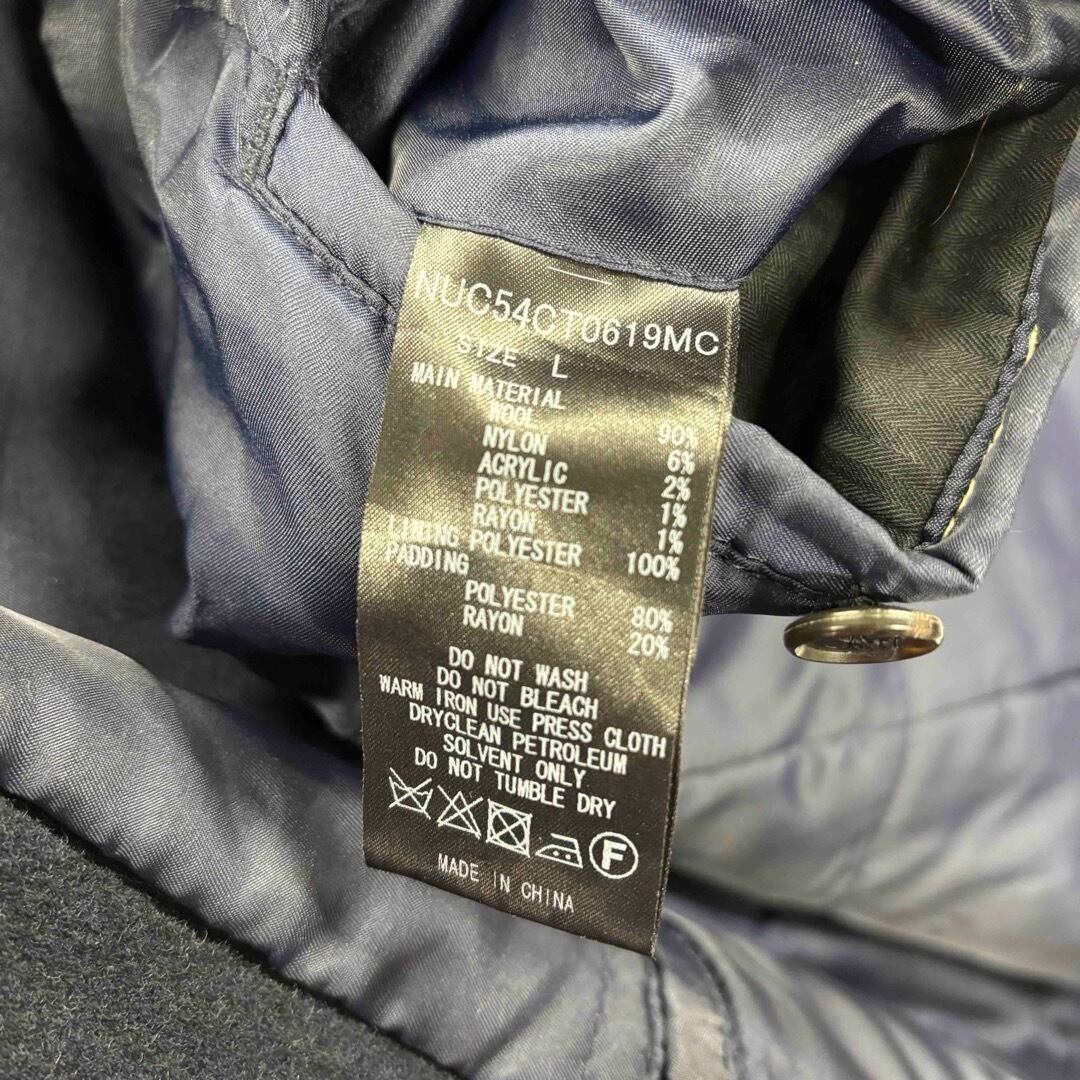 NUC54CT0619MC
SIZE L
MAIN MATERIAL
WOOL 90%
NYLON 6%
ACRYLIC 2%
POLYESTER 1%
RAYON 1%
LINING POLYESTER 100%
PADDING
POLYESTER 80%
RAYON 20%
DO NOT WASH
DO NOT BLEACH
WARM IRON USE PRESS CLOTH
DRYCLEAN PETROLEUM
SOLVENT ONLY
DO NOT TUMBLE DRY
F
MADE IN CHINA